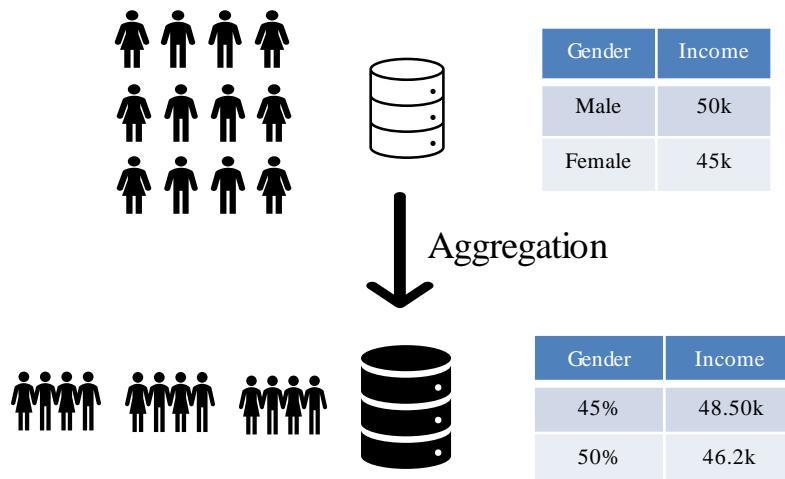 Gender Income
Male 50k
Female 45k
Aggregation
Gender Income
45% 48.50k
50% 46.2k